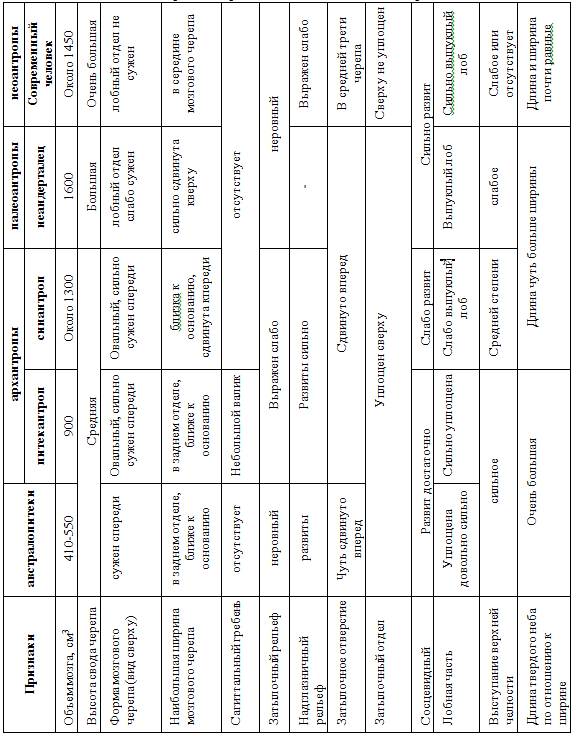 Признаки
австралопитеки
архантропы
питекантроп
синантроп
палеоантропы
неандерталец
неоантропы
Современный
человек
Объеммозга, см³
410-550
900
Около 1300
1600
Около 1450
Высота свода черепа
Средняя
Большая
Очень большая
Форма мозгового
черепа (вид сверху)
сужен спереди
Овальный, сильно
сужен спереди
Овальный, сильно
сужен спереди
лобный отдел
слабо сужен
лобный отдел не
сужен
Наибольшая ширина
мозгового черепа
в заднем отделе,
ближе к
основанию
в заднем отделе,
ближе к
основанию
близка к
основанию,
сдвинута кпереди
сильно сдвинута
кверху
в середине
мозгового черепа
Сагиттальный гребень
отсутствует
Небольшой валик
отсутствует
Затылочный рельеф
неровный
Выражен слабо
неровный
Надглазничный
рельеф
развиты
Развиты сильно
-
Выражен слабо
Затылочное отверстие
Чуть сдвинуто
вперед
Сдвинуто вперед
В средней трети
черепа
Затылочный отдел
Уплощен сверху
Сверху не уплощен
Сосцевидный
Развит достаточно
Слабо развит
Сильно развит
Лобная часть
Уплощена
довольно сильно
Сильно уплощена
Слабо выпуклый
лоб
Выпуклый лоб
Сильно выпуклый
лоб
Выступание верхней
челюсти
сильное
Средней степени
слабое
Слабое или
отсутствует
Длина твердого неба
по отношению к
ширине
Очень большая
Длина чуть больше ширины
Длина и ширина
почти равные